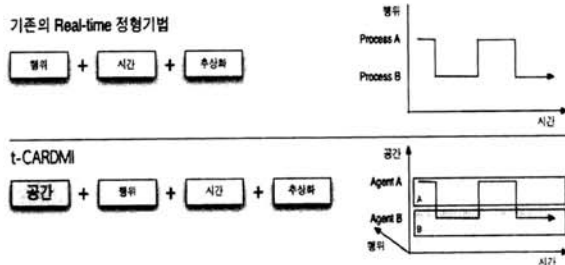 기존의 Real-time 정형기법
행위 + 시간 + 추상화
행위
Process A
Process B
시간
t-CARDMI
공간 + 행위 + 시간 + 추상화
공간
Agent A
A
Agent B
B
행위
시간